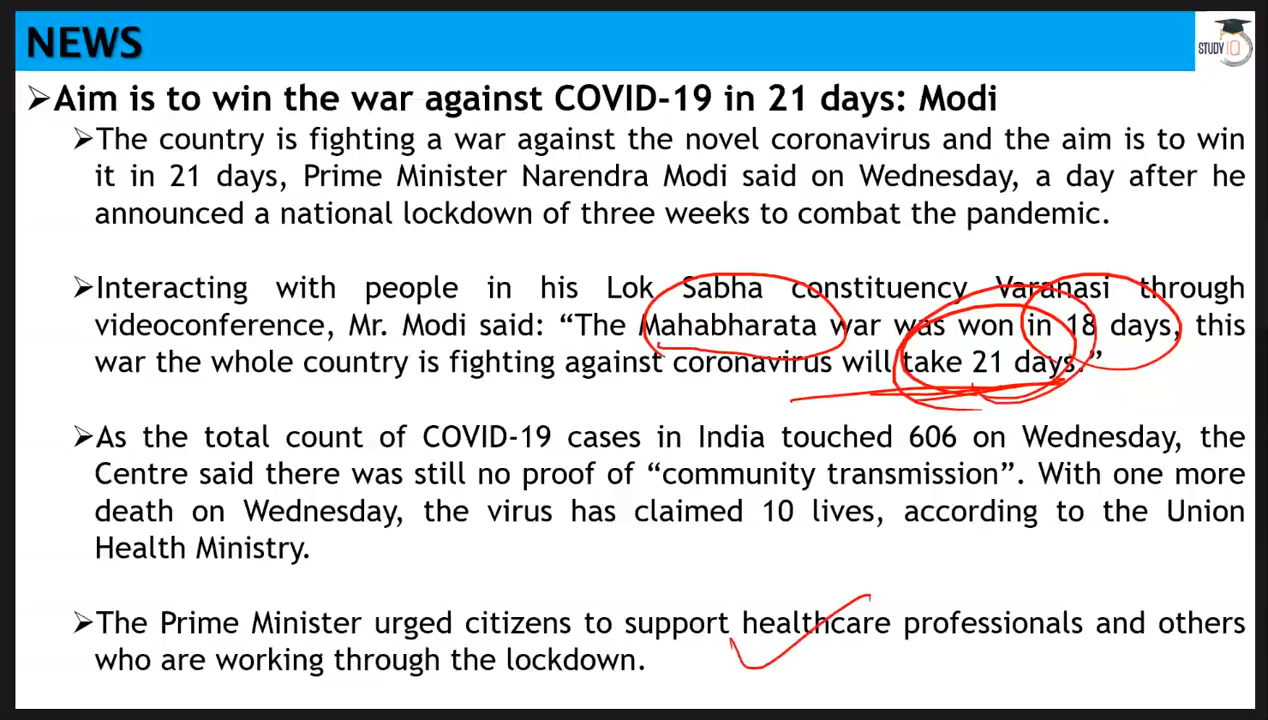 NEWS
STUDY IQ
➢Aim is to win the war against COVID-19 in 21 days: Modi
➢The country is fighting a war against the novel coronavirus and the aim is to win
it in 21 days, Prime Minister Narendra Modi said on Wednesday, a day after he
announced a national lockdown of three weeks to combat the pandemic.
➢Interacting with people in his Lok Sabha constituency Varanasi through
videoconference, Mr. Modi said: “The Mahabharata war was won in 18 days, this
war the whole country is fighting against coronavirus will take 21 days.”
➢As the total count of COVID-19 cases in India touched 606 on Wednesday, the
Centre said there was still no proof of “community transmission”. With one more
death on Wednesday, the virus has claimed 10 lives, according to the Union
Health Ministry.
➢The Prime Minister urged citizens to support healthcare professionals and others
who are working through the lockdown.